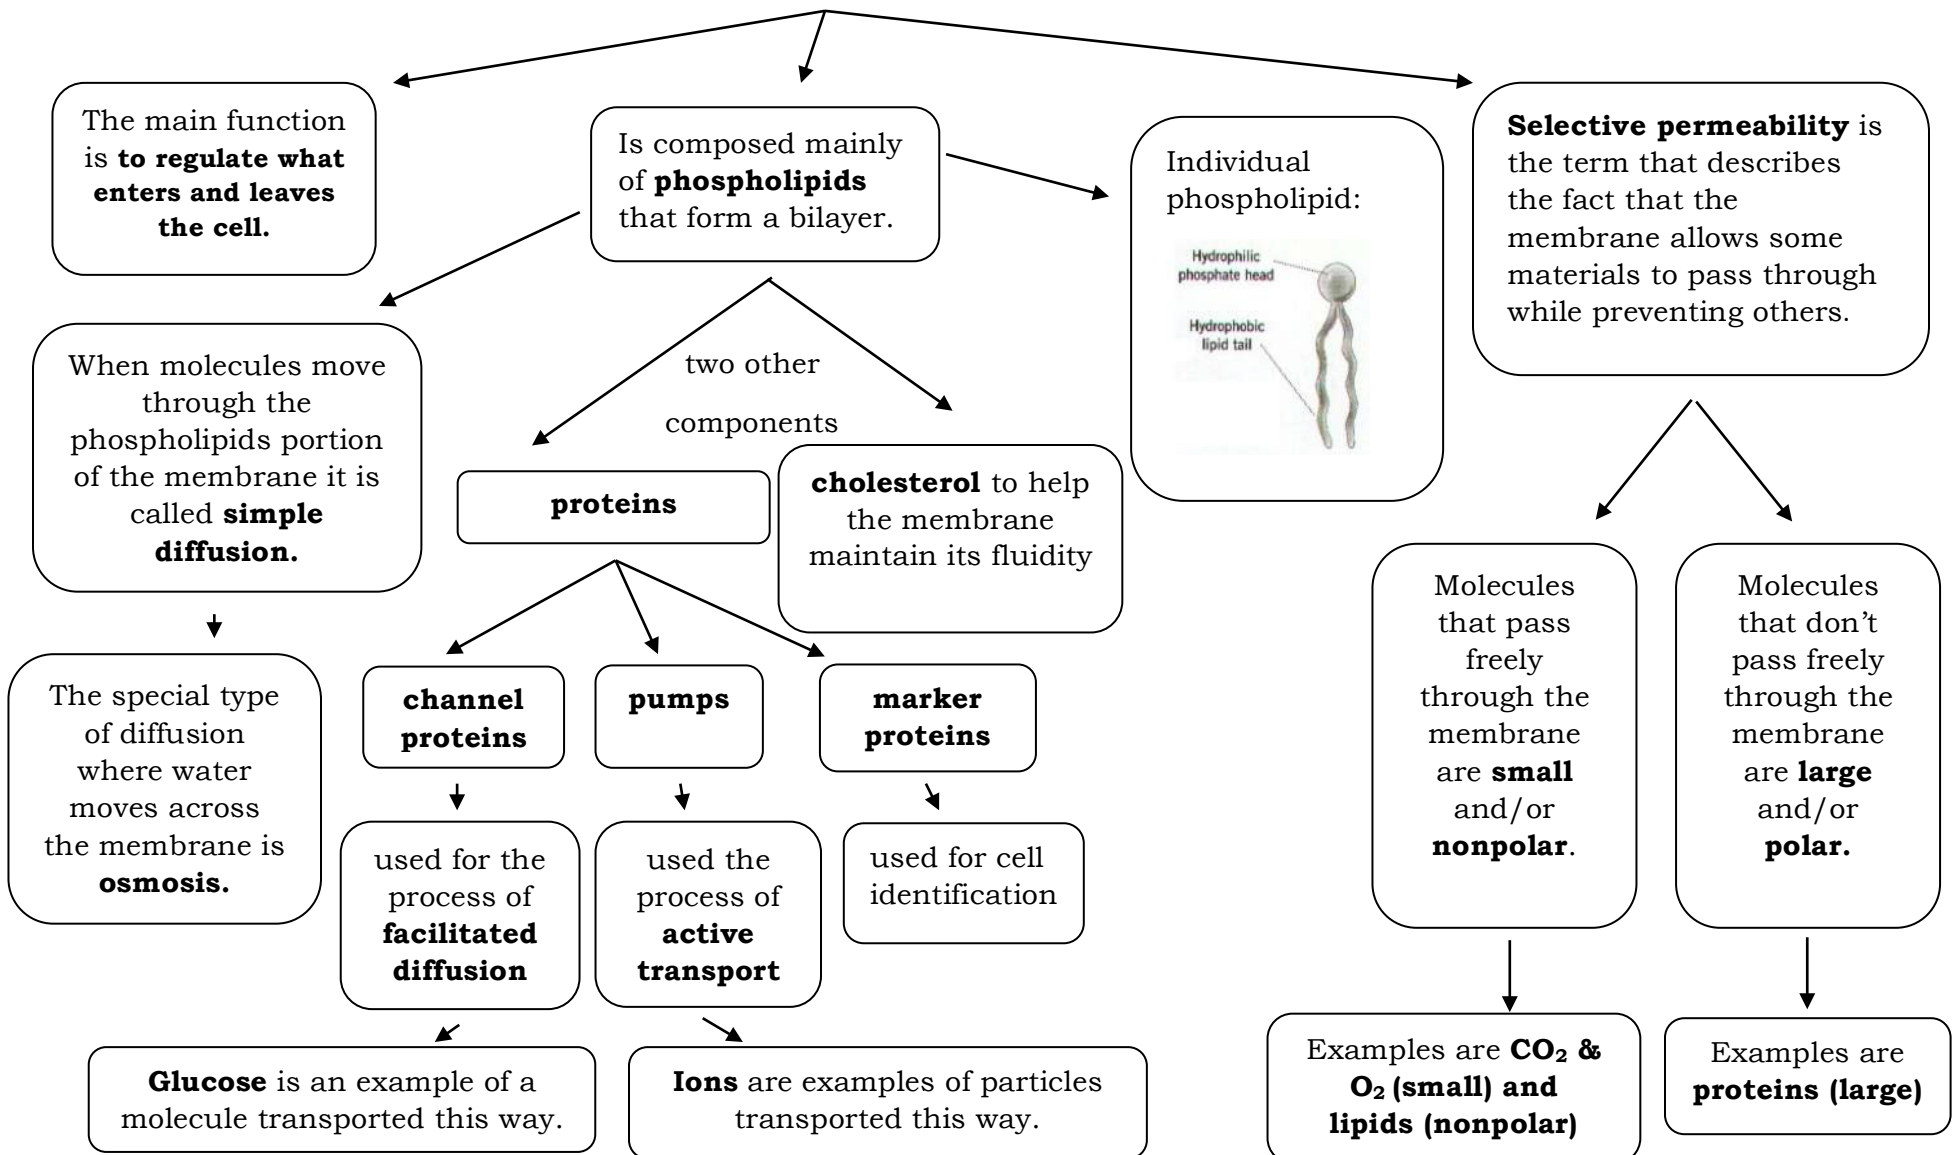 The main function
is to regulate what
enters and leaves
the cell.
Is composed mainly
of phospholipids
that form a bilayer.
Individual
phospholipid:
Hydrophilic
phosphate head
Hydrophobic
lipid tail
Selective permeability is
the term that describes
the fact that the
membrane allows some
materials to pass through
while preventing others.
When molecules move
through the
phospholipids portion
of the membrane it is
called simple
diffusion.
two other
components
proteins
cholesterol to help
the membrane
maintain its fluidity
The special type
of diffusion
where water
moves across
the membrane is
osmosis.
channel
proteins
pumps
marker
proteins
used for the
process of
facilitated
diffusion
used the
process of
active
transport
used for cell
identification
Glucose is an example of a
molecule transported this way.
Ions are examples of particles
transported this way.
Molecules
that pass
freely
through the
membrane
are small
and/or
nonpolar.
Molecules
that don't
pass freely
through the
membrane
are large
and/or
polar.
Examples are CO₂ &
O₂ (small) and
lipids (nonpolar)
Examples are
proteins (large)